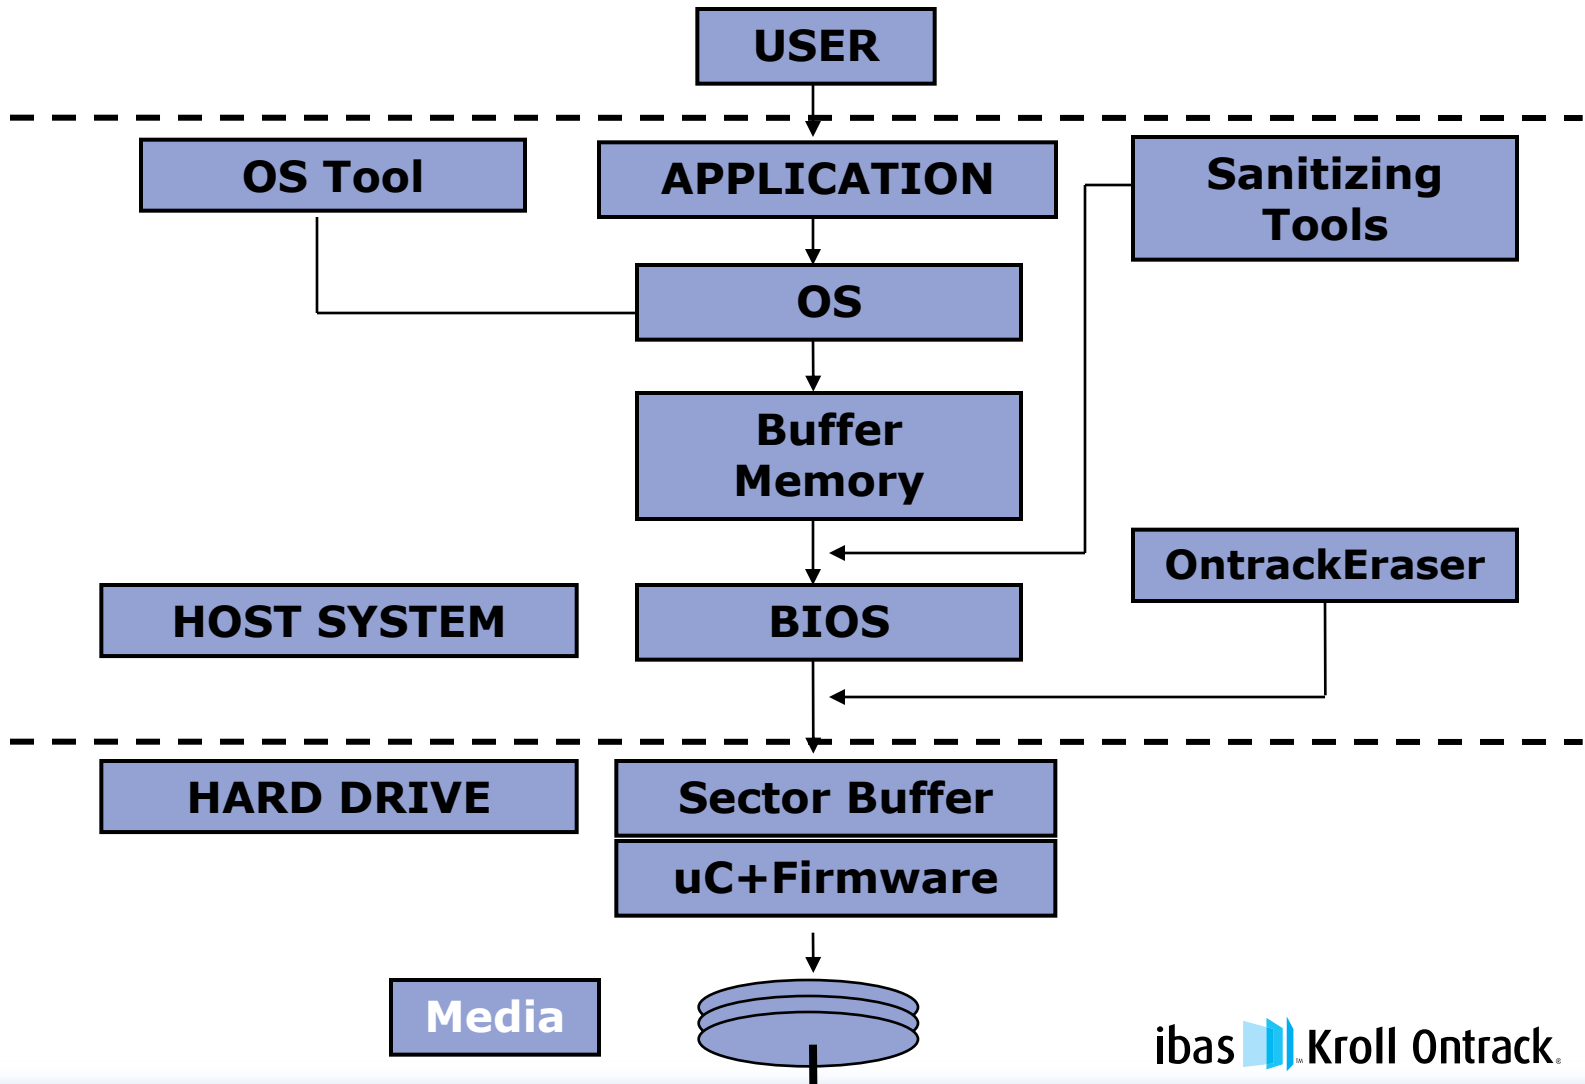 USER
OS Tool
APPLICATION
Sanitizing
Tools
OS
Buffer
Memory
OntrackEraser
HOST SYSTEM
BIOS
HARD DRIVE
Sector Buffer
uC+Firmware
Media
ibas ™ Kroll Ontrack®